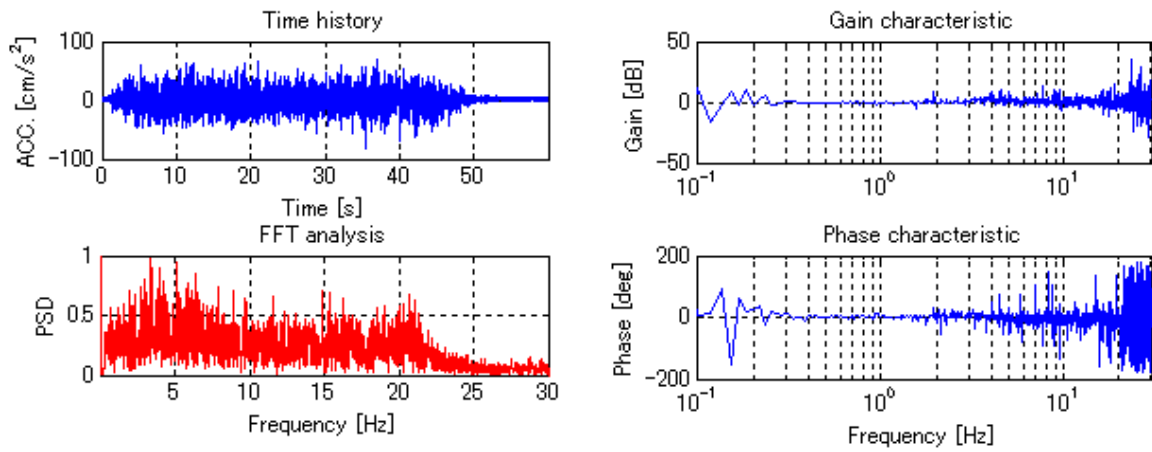 Time history
100
0
-100
ACC. [cm/s²]
0 10 20 30 40 50
Time [s]
Gain characteristic
50
0
-50
Gain [dB]
10⁻¹ 10⁰ 10¹
FFT analysis
1
0.5
0
PSD
5 10 15 20 25 30
Frequency [Hz]
Phase characteristic
200
0
-200
Phase [deg]
10⁻¹ 10⁰ 10¹
Frequency [Hz]